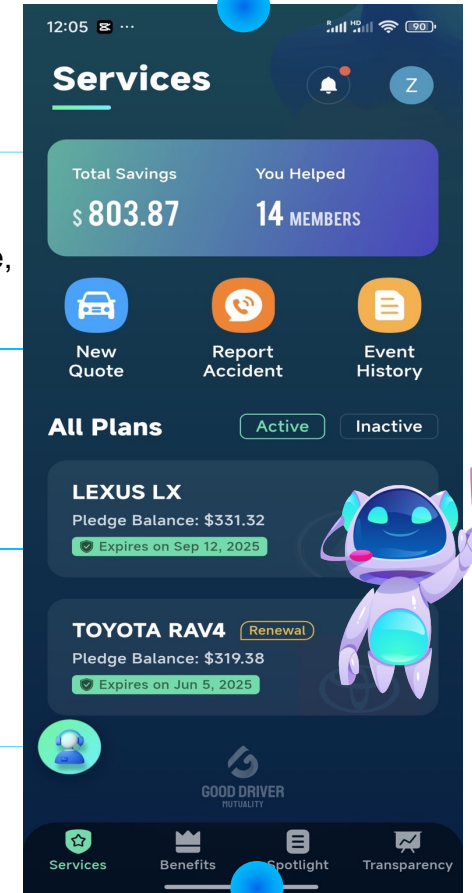 12:05 ...
R HD 90
Services
Z
Total Savings You Helped
$ 803.87 14 MEMBERS
e,
New Quote
Report Accident
Event History
All Plans Active Inactive
LEXUS LX
Pledge Balance: $331.32
Expires on Sep 12, 2025
TOYOTA RAV4 Renewal
Pledge Balance: $319.38
Expires on Jun 5, 2025
GOOD DRIVER
MUTUALITY
Services Benefits Spotlight Transparency